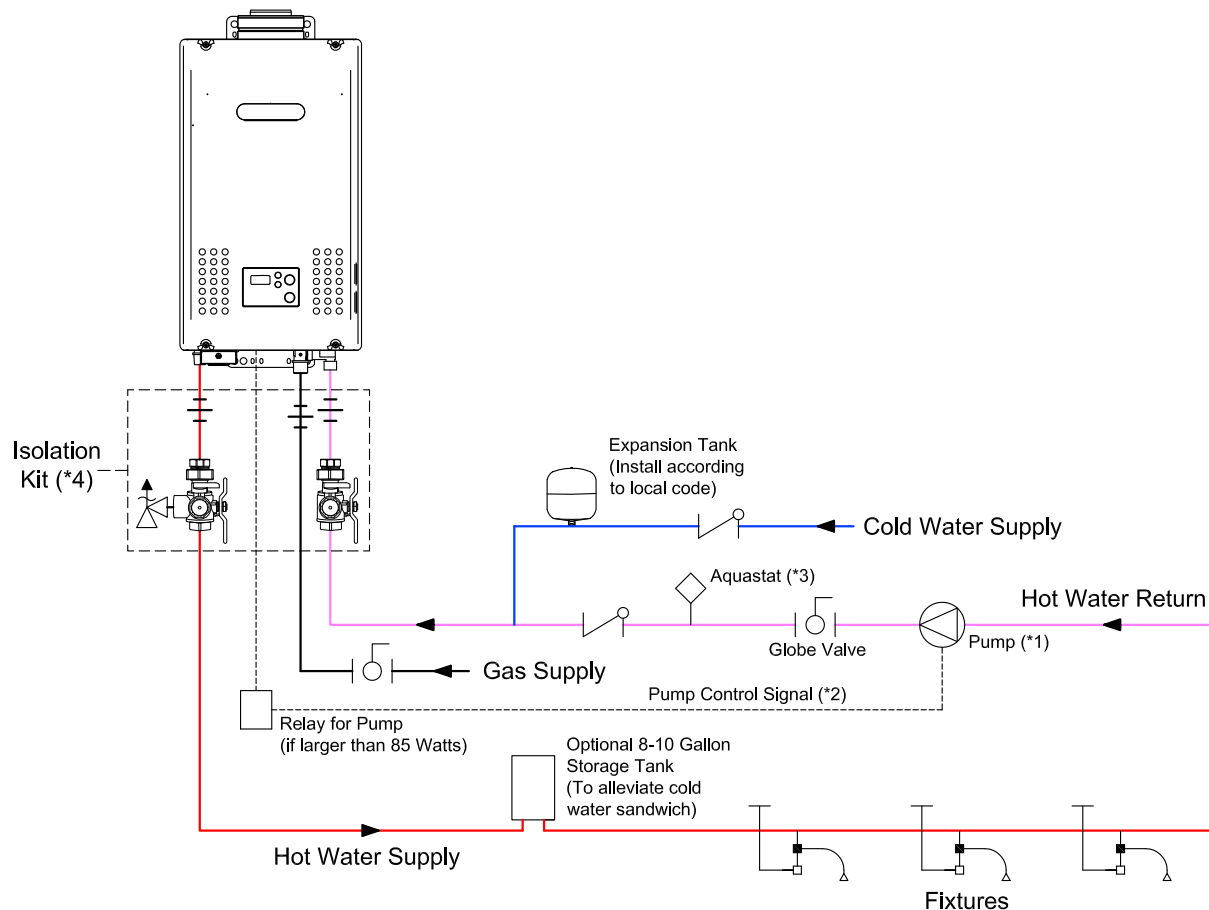 Isolation
Kit (*4)
Expansion Tank
(Install according
to local code)
Cold Water Supply
Aquastat (*3)
Hot Water Return
Globe Valve
Pump (*1)
Gas Supply
Pump Control Signal (*2)
Relay for Pump
(if larger than 85 Watts)
Optional 8-10 Gallon
Storage Tank
(To alleviate cold
water sandwich)
Hot Water Supply
Fixtures